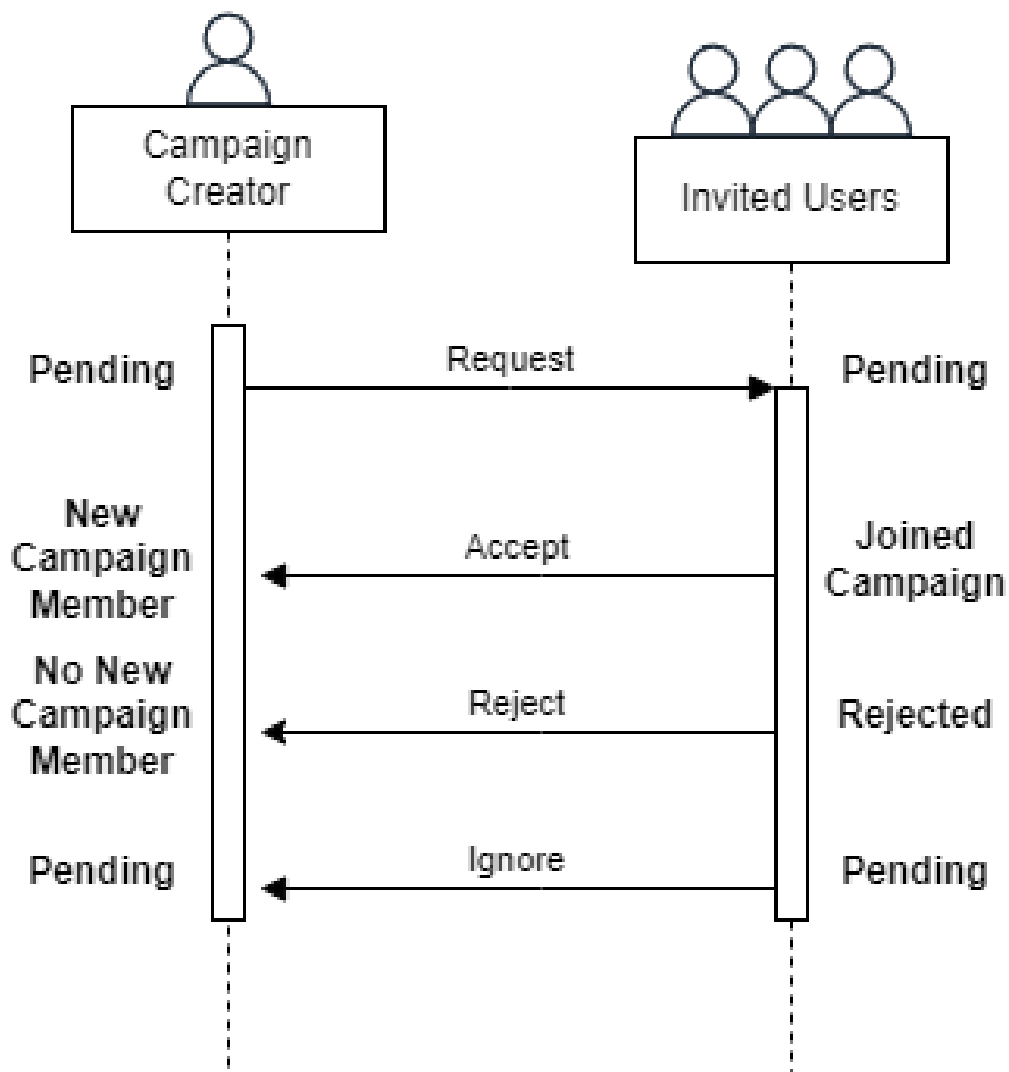 Campaign
Creator
Invited Users
Pending
Request
Pending
New
Campaign
Member
Accept
Joined
Campaign
No New
Campaign
Member
Reject
Rejected
Pending
Ignore
Pending